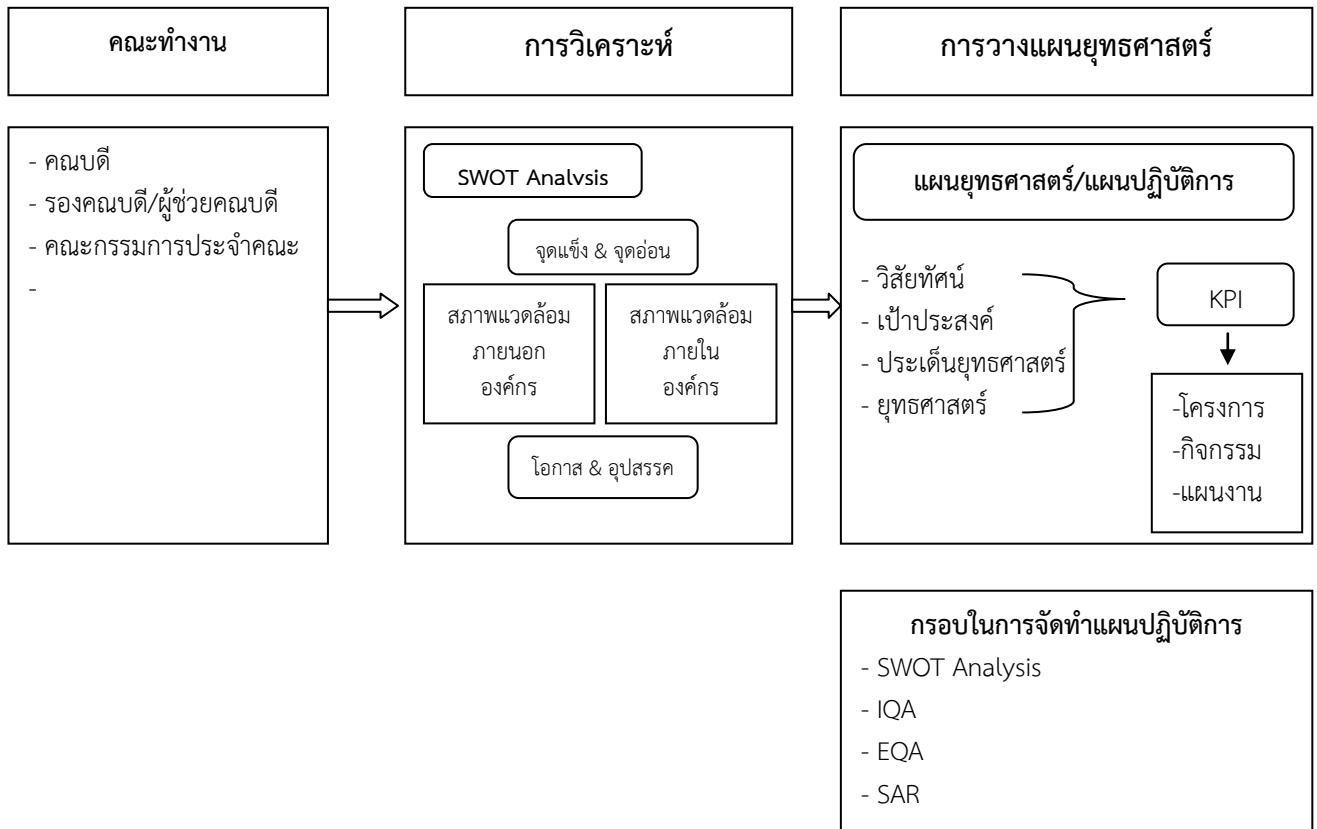 คณะทำงาน
การวิเคราะห์
การวางแผนยุทธศาสตร์
- คณบดี
- รองคณบดี/ผู้ช่วยคณบดี
- คณะกรรมการประจำคณะ
-
SWOT Analysis
จุดแข็ง & จุดอ่อน
สภาพแวดล้อม
ภายนอก
องค์กร
สภาพแวดล้อม
ภายใน
องค์กร
โอกาส & อุปสรรค
แผนยุทธศาสตร์/แผนปฏิบัติการ
- วิสัยทัศน์
- เป้าประสงค์
- ประเด็นยุทธศาสตร์
- ยุทธศาสตร์
KPI
-โครงการ
-กิจกรรม
-แผนงาน
กรอบในการจัดทำแผนปฏิบัติการ
- SWOT Analysis
- IQA
- EQA
- SAR